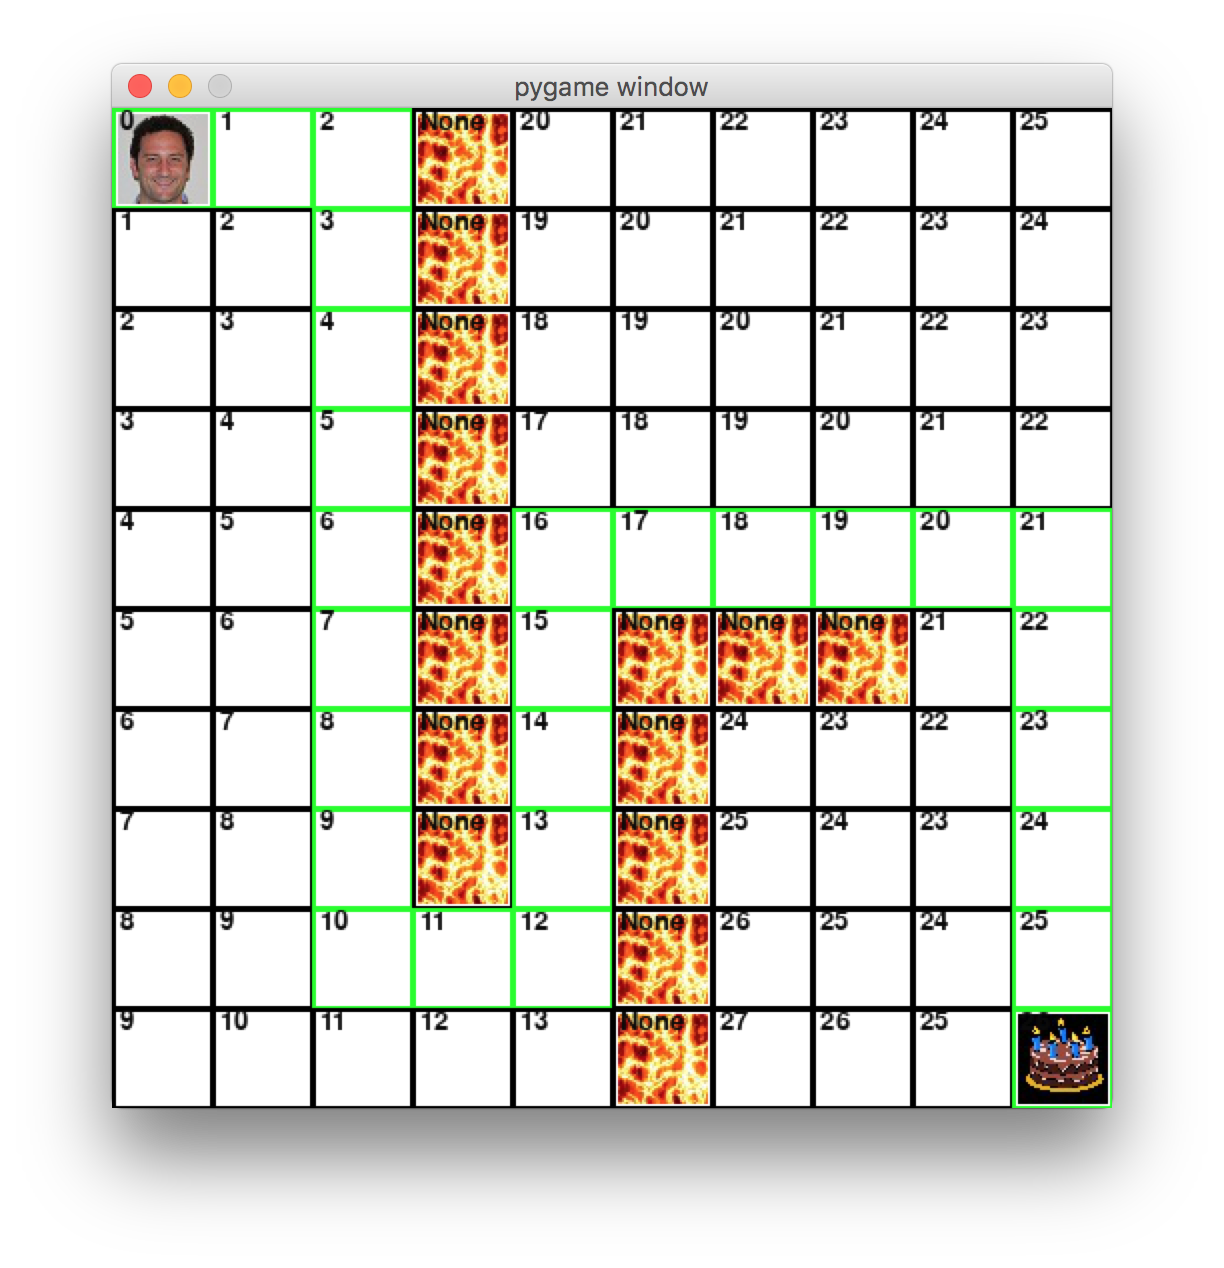 pygame window
0 1 2 None 20 21 22 23 24 25
1 2 3 None 19 20 21 22 23 24
2 3 4 None 18 19 20 21 22 23
3 4 5 None 17 18 19 20 21 22
4 5 6 None 16 17 18 19 20 21
5 6 7 None 15 None None None 21 22
6 7 8 None 14 None 24 23 22 23
7 8 9 None 13 None 25 24 23 24
8 9 10 11 12 None 26 25 24 25
9 10 11 12 13 None 27 26 25